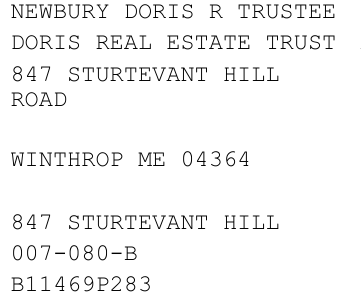 NEWBURY DORIS R TRUSTEE
DORIS REAL ESTATE TRUST
847 STURTEVANT HILL
ROAD
WINTHROP ME 04364
847 STURTEVANT HILL
007-080-B
B11469P283